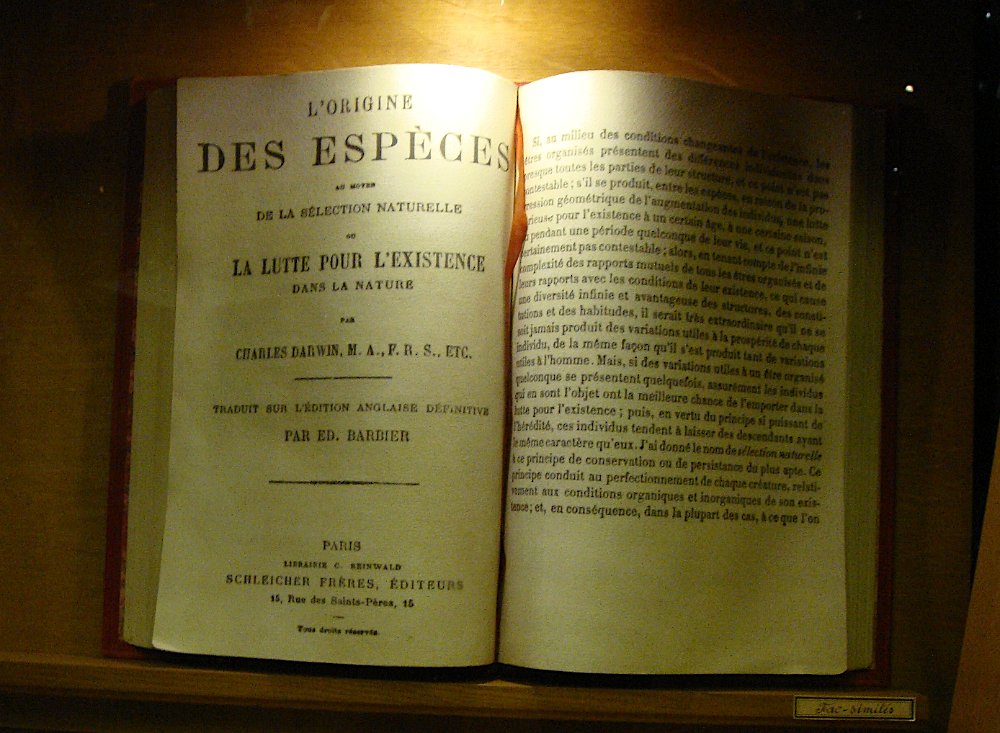 L'ORIGINE
DES ESPÈCES
AU MOYEN
DE LA SÉLECTION NATURELLE
OU
LA LUTTE POUR L'EXISTENCE
DANS LA NATURE
PAR
CHARLES DARWIN, M. A., F. R. S., ETC.
TRADUIT SUR L'ÉDITION ANGLAISE DÉFINITIVE
PAR ED. BARBIER
PARIS
LIBRAIRIE C. REINWALD
SCHLEICHER FRÈRES, ÉDITEURS
15, Rue des Saints-Pères, 15
Tous droits réservés.
Si, au milieu des conditions changeantes de l'existence, les
êtres organisés présentent des différences individuelles dans
presque toutes les parties de leur structure, et ce point n'est pas
contestable ; s'il se produit, entre les espèces, en raison de la pro-
gression géométrique de l'augmentation des individus, une lutte
sérieuse pour l'existence à un certain âge, à une certaine saison,
ou pendant une période quelconque de leur vie, et ce point n'est
certainement pas contestable ; alors, en tenant compte de l'infinie
complexité des rapports mutuels de tous les êtres organisés et de
leurs rapports avec les conditions de leur existence, ce qui cause
une diversité infinie et avantageuse des structures, des consti-
tutions et des habitudes, il serait très extraordinaire qu'il ne se
soit jamais produit des variations utiles à la prospérité de chaque
individu, de la même façon qu'il s'est produit tant de variations
utiles à l'homme. Mais, si des variations utiles à un être organisé
quelconque se présentent quelquefois, assurément les individus
qui en sont l'objet ont la meilleure chance de l'emporter dans la
lutte pour l'existence ; puis, en vertu du principe si puissant de
l'hérédité, ces individus tendent à laisser des descendants ayant
le même caractère qu'eux. J'ai donné le nom de sélection naturelle
à ce principe de conservation ou de persistance du plus apte. Ce
principe conduit au perfectionnement de chaque créature, relati-
vement aux conditions organiques et inorganiques de son exis-
tence ; et, en conséquence, dans la plupart des cas, à ce que l'on
Fac-similés